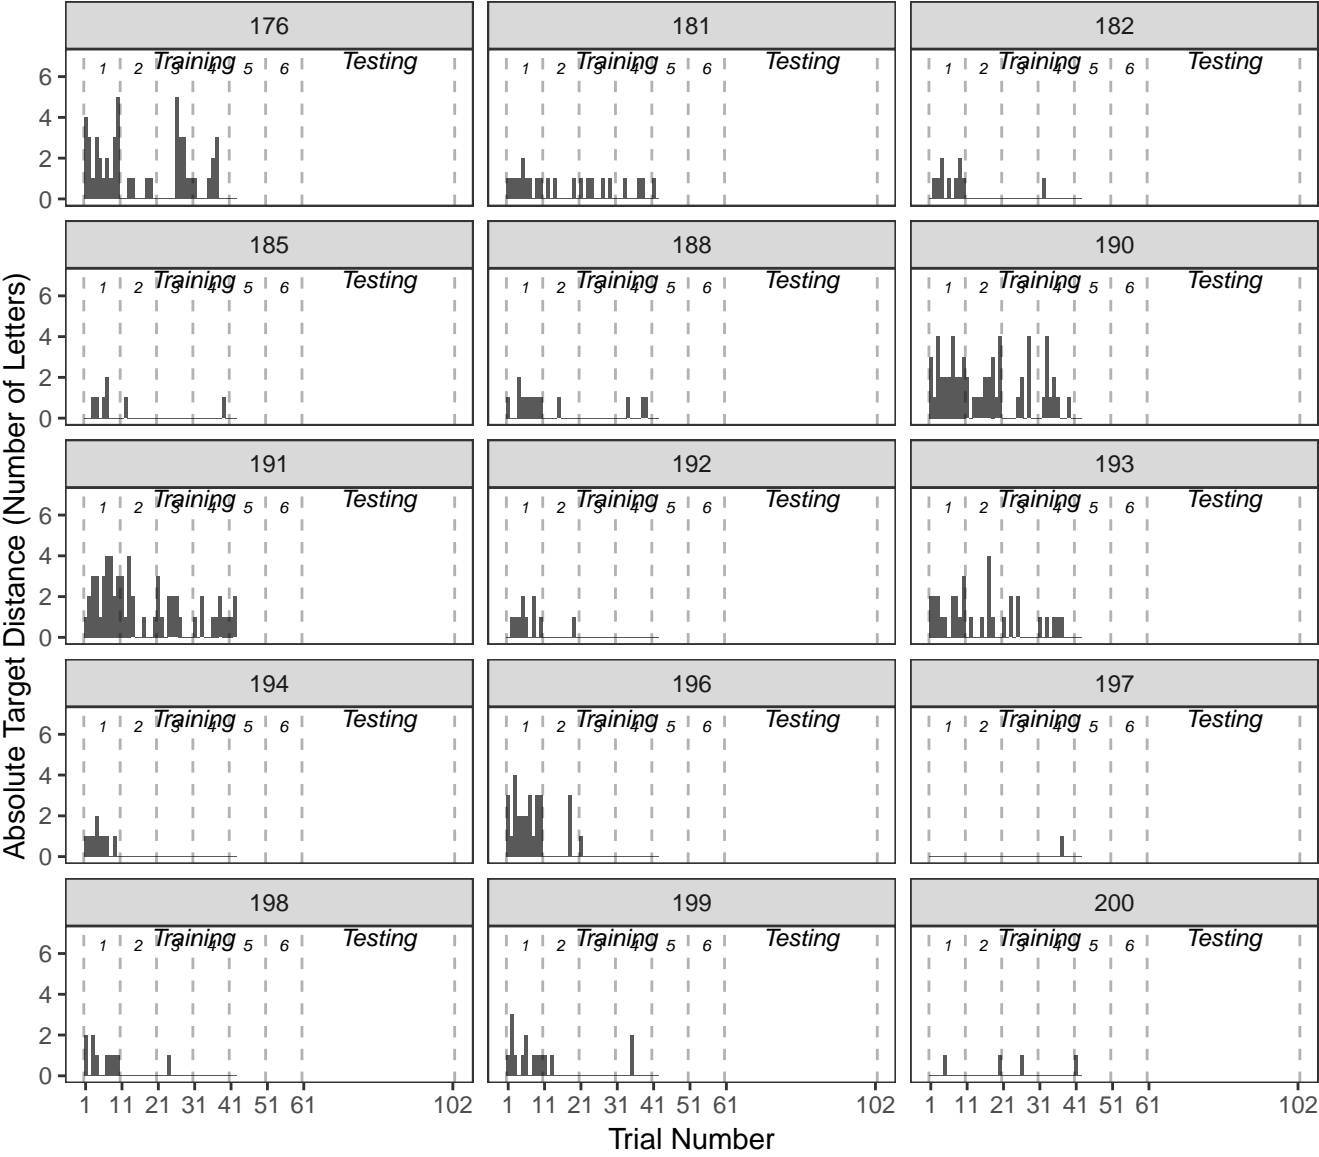 176 181 182
Training Testing Training Testing Training Testing
1 2 3 4 5 6 1 2 3 4 5 6 1 2 3 4 5 6
6
4
2
0
185 188 190
Training Testing Training Testing Training Testing
1 2 3 4 5 6 1 2 3 4 5 6 1 2 3 4 5 6
6
4
2
0
191 192 193
Training Testing Training Testing Training Testing
1 2 3 4 5 6 1 2 3 4 5 6 1 2 3 4 5 6
6
4
2
0
194 196 197
Training Testing Training Testing Training Testing
1 2 3 4 5 6 1 2 3 4 5 6 1 2 3 4 5 6
6
4
2
0
198 199 200
Training Testing Training Testing Training Testing
1 2 3 4 5 6 1 2 3 4 5 6 1 2 3 4 5 6
6
4
2
0
1 11 21 31 41 51 61 102 1 11 21 31 41 51 61 102 1 11 21 31 41 51 61 102
Trial Number
Absolute Target Distance (Number of Letters)